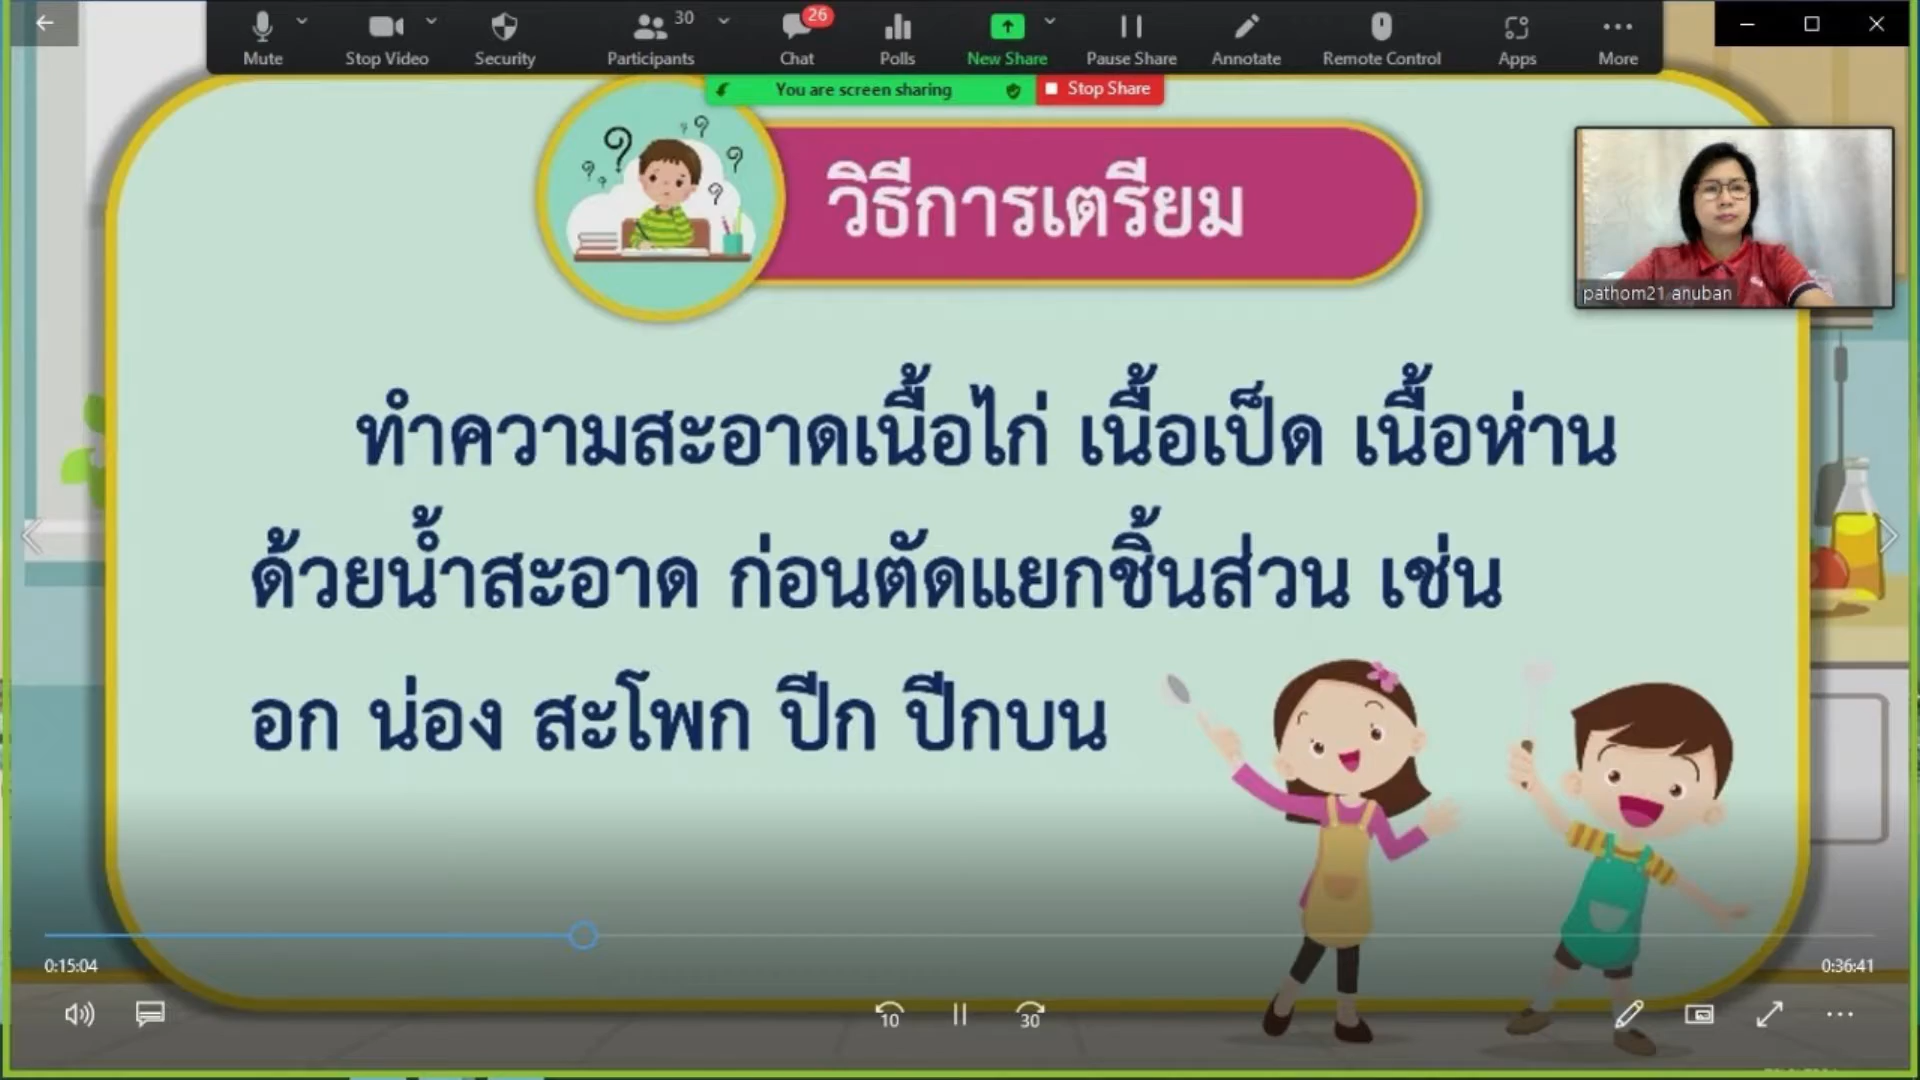 30
26
Mute
Stop Video
Security
Participants
Chat
Polls
New Share
Pause Share
Annotate
Remote Control
Apps
More
You are screen sharing
Stop Share
วิธีการเตรียม
pathom21 anuban
ทำความสะอาดเนื้อไก่ เนื้อเป็ด เนื้อห่าน
ด้วยน้ำสะอาด ก่อนตัดแยกชิ้นส่วน เช่น
อก น่อง สะโพก ปีก ปีกบน
0:15:04
0:36:41
10
30